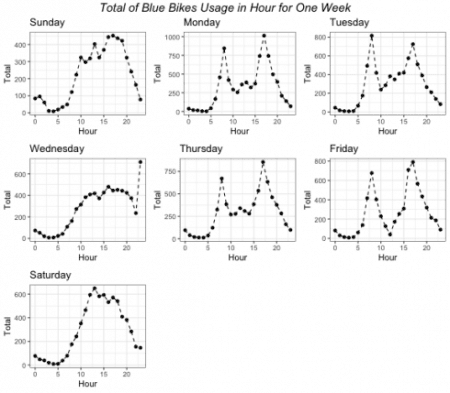 Total of Blue Bikes Usage in Hour for One Week
Sunday
Monday
Tuesday
Total
400
300
200
100
0
0 5 10 15 20
Hour
Total
1000
750
500
250
0
0 5 10 15 20
Hour
Total
800
600
400
200
0
0 5 10 15 20
Hour
Wednesday
Thursday
Friday
Total
600
400
200
0
0 5 10 15 20
Hour
Total
750
500
250
0
0 5 10 15 20
Hour
Total
800
600
400
200
0
0 5 10 15 20
Hour
Saturday
Total
600
400
200
0
0 5 10 15 20
Hour